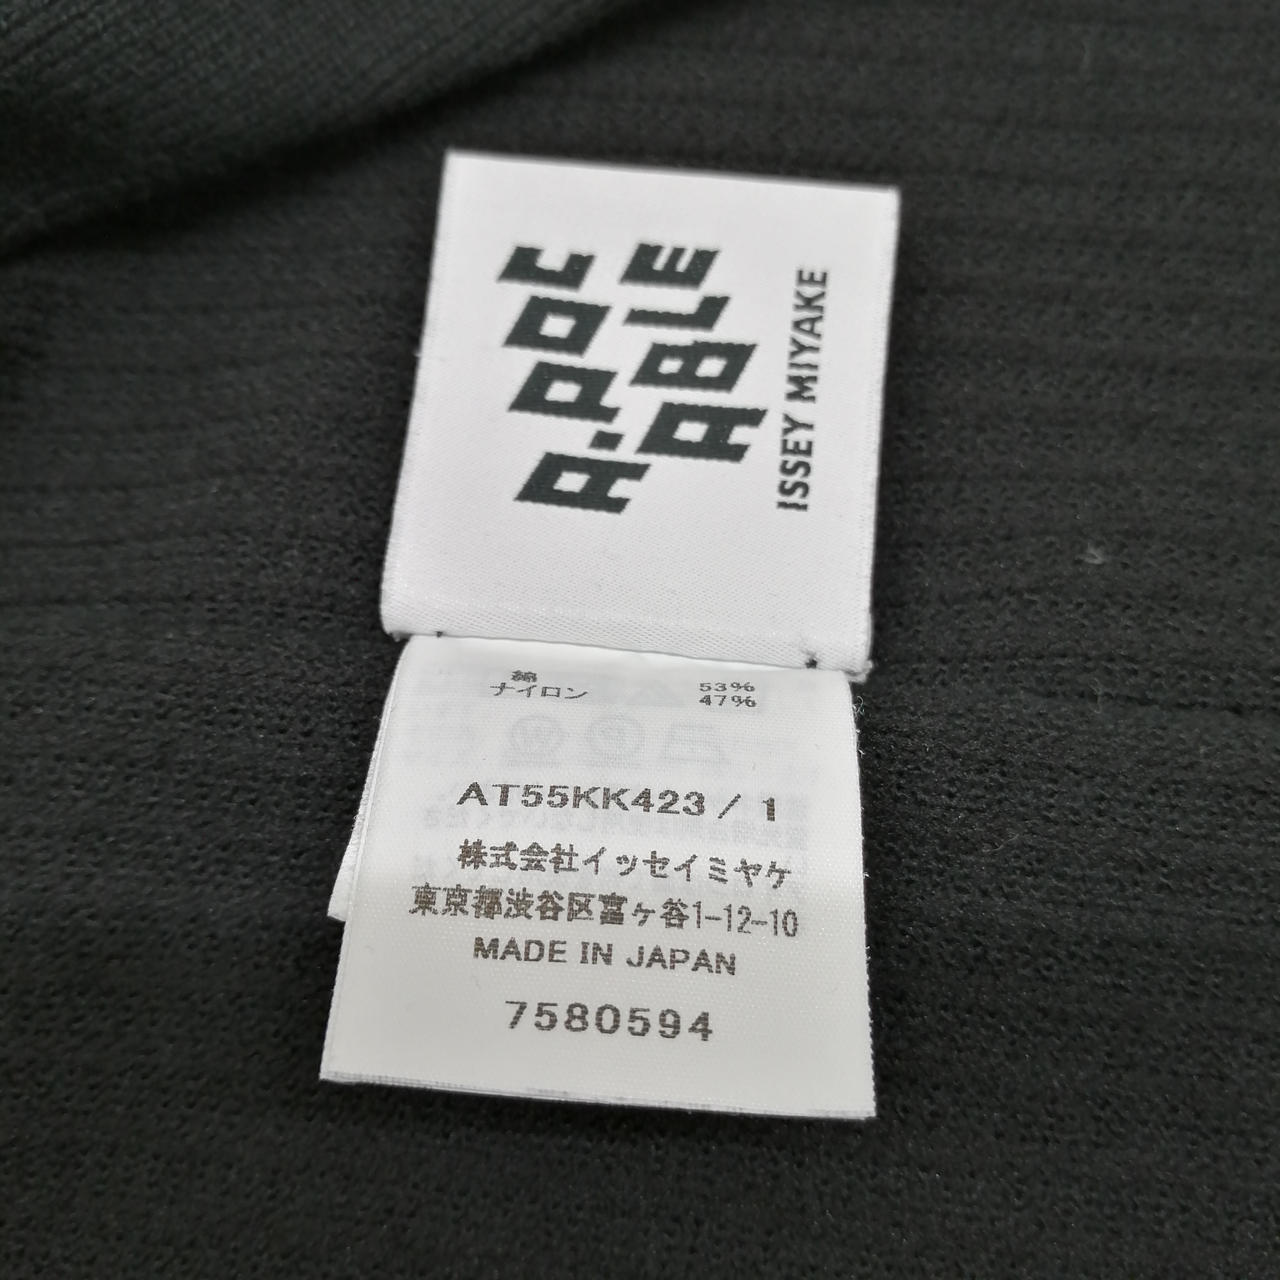 A·POC
ABLE
ISSEY MIYAKE
綿 53%
ナイロン 47%
AT55KK423 / 1
株式会社イッセイミヤケ
東京都渋谷区富ヶ谷1-12-10
MADE IN JAPAN
7580594